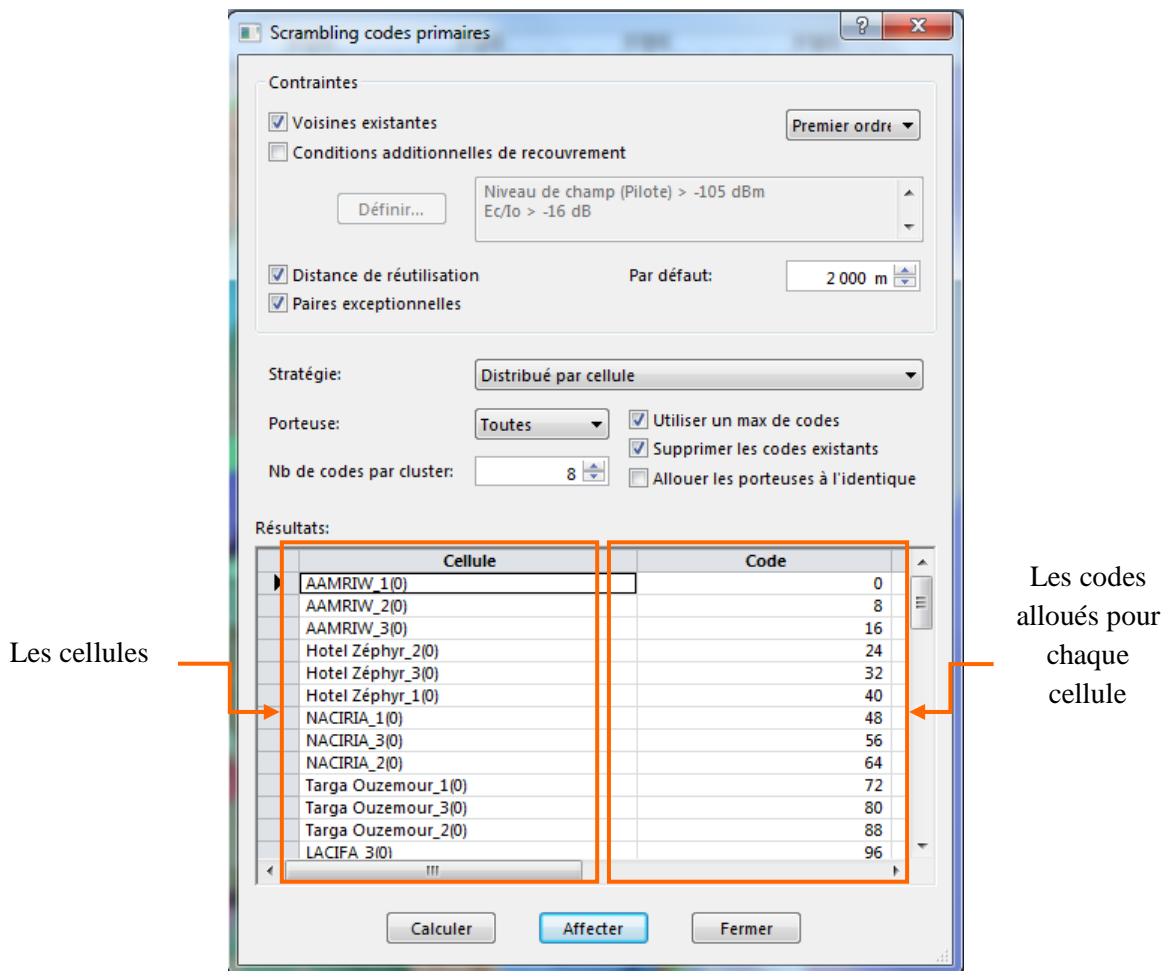 Scrambling codes primaires
Contraintes
Voisines existantes
Premier ordre
Conditions additionnelles de recouvrement
Définir...
Niveau de champ (Pilote) > -105 dBm
Ec/Io > -16 dB
Distance de réutilisation
Par défaut:
2 000 m
Paires exceptionnelles
Stratégie:
Distribué par cellule
Porteuse:
Toutes
Utiliser un max de codes
Supprimer les codes existants
Nb de codes par cluster:
8
Allouer les porteuses à l'identique
Résultats:
Cellule Code
AAMRIW_1(0) 0
AAMRIW_2(0) 8
AAMRIW_3(0) 16
Hotel Zéphyr_2(0) 24
Hotel Zéphyr_3(0) 32
Hotel Zéphyr_1(0) 40
NACIRIA_1(0) 48
NACIRIA_3(0) 56
NACIRIA_2(0) 64
Targa Ouzemour_1(0) 72
Targa Ouzemour_3(0) 80
Targa Ouzemour_2(0) 88
LACIFA_3(0) 96
Calculer
Affecter
Fermer
Les cellules
Les codes
alloués pour
chaque
cellule